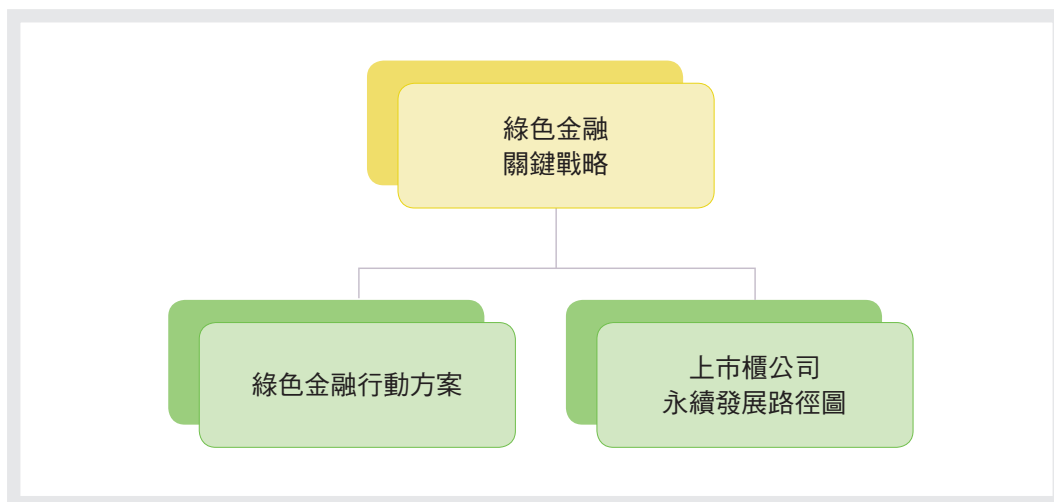 綠色金融
關鍵戰略
綠色金融行動方案
上市櫃公司
永續發展路徑圖